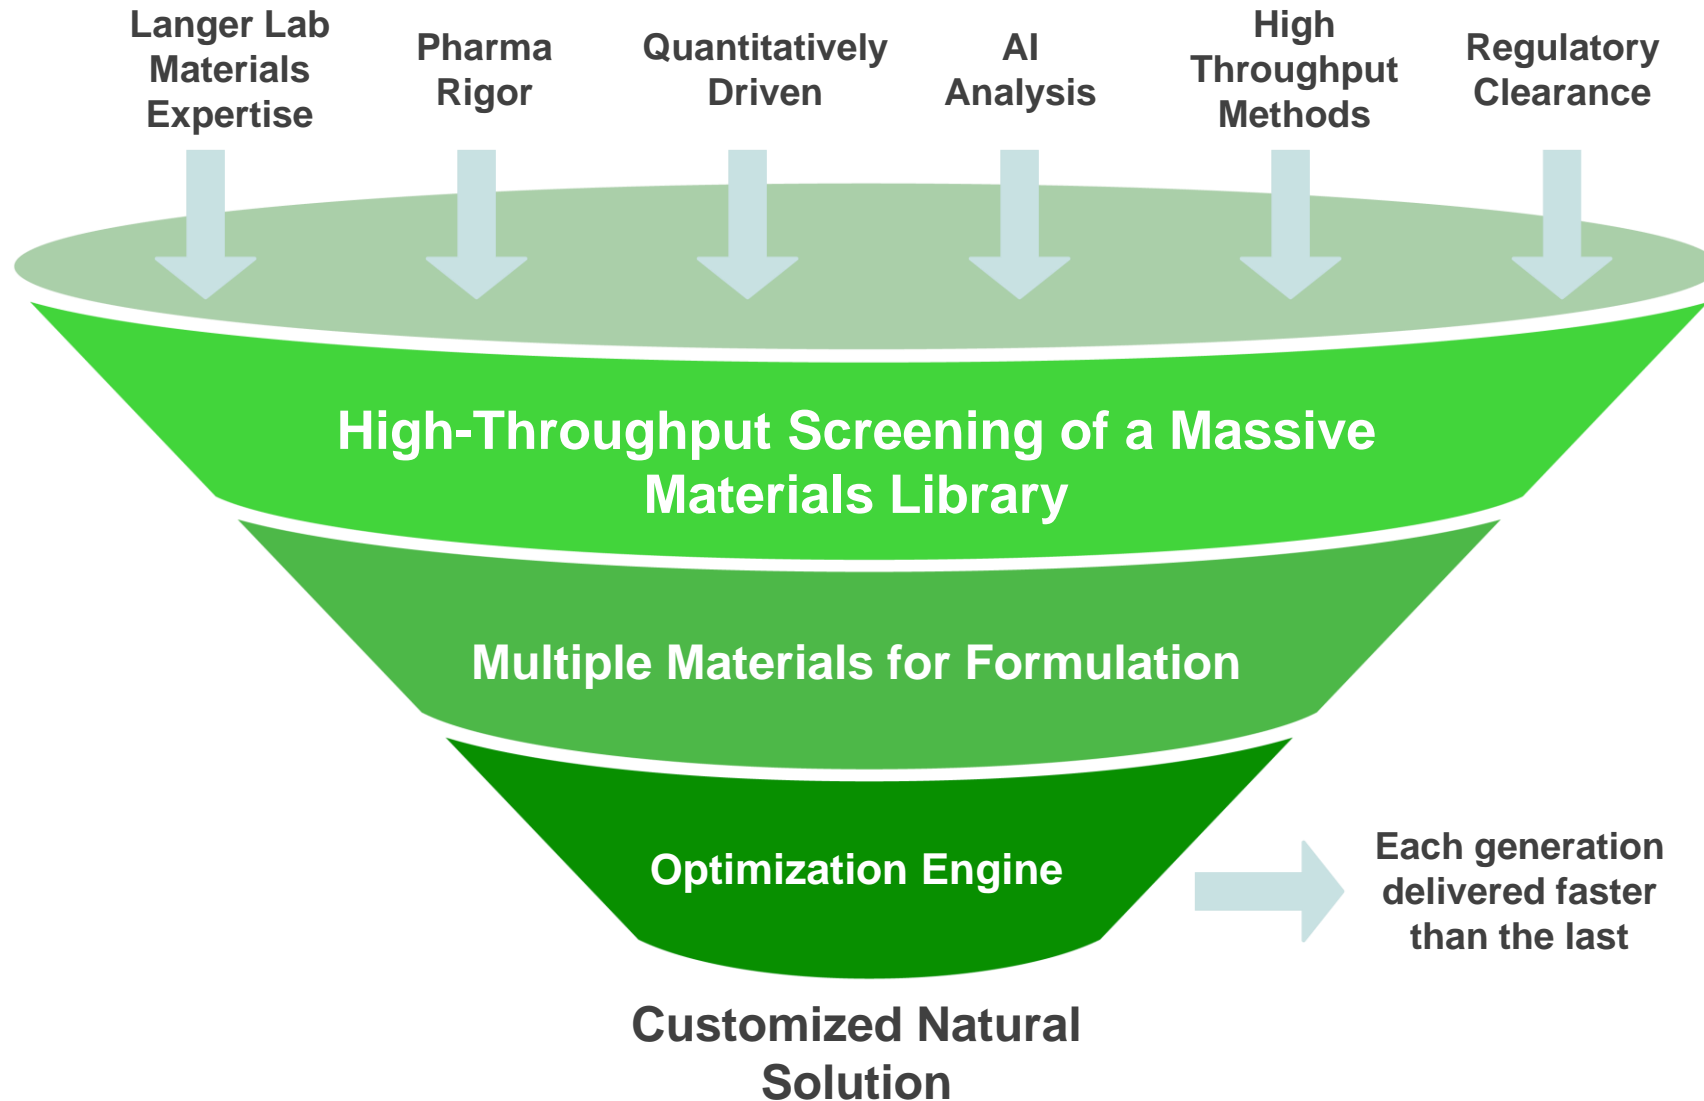 Langer Lab
Materials
Expertise
Pharma
Rigor
Quantitatively
Driven
AI
Analysis
High
Throughput
Methods
Regulatory
Clearance
High-Throughput Screening of a Massive
Materials Library
Multiple Materials for Formulation
Optimization Engine
Each generation
delivered faster
than the last
Customized Natural
Solution